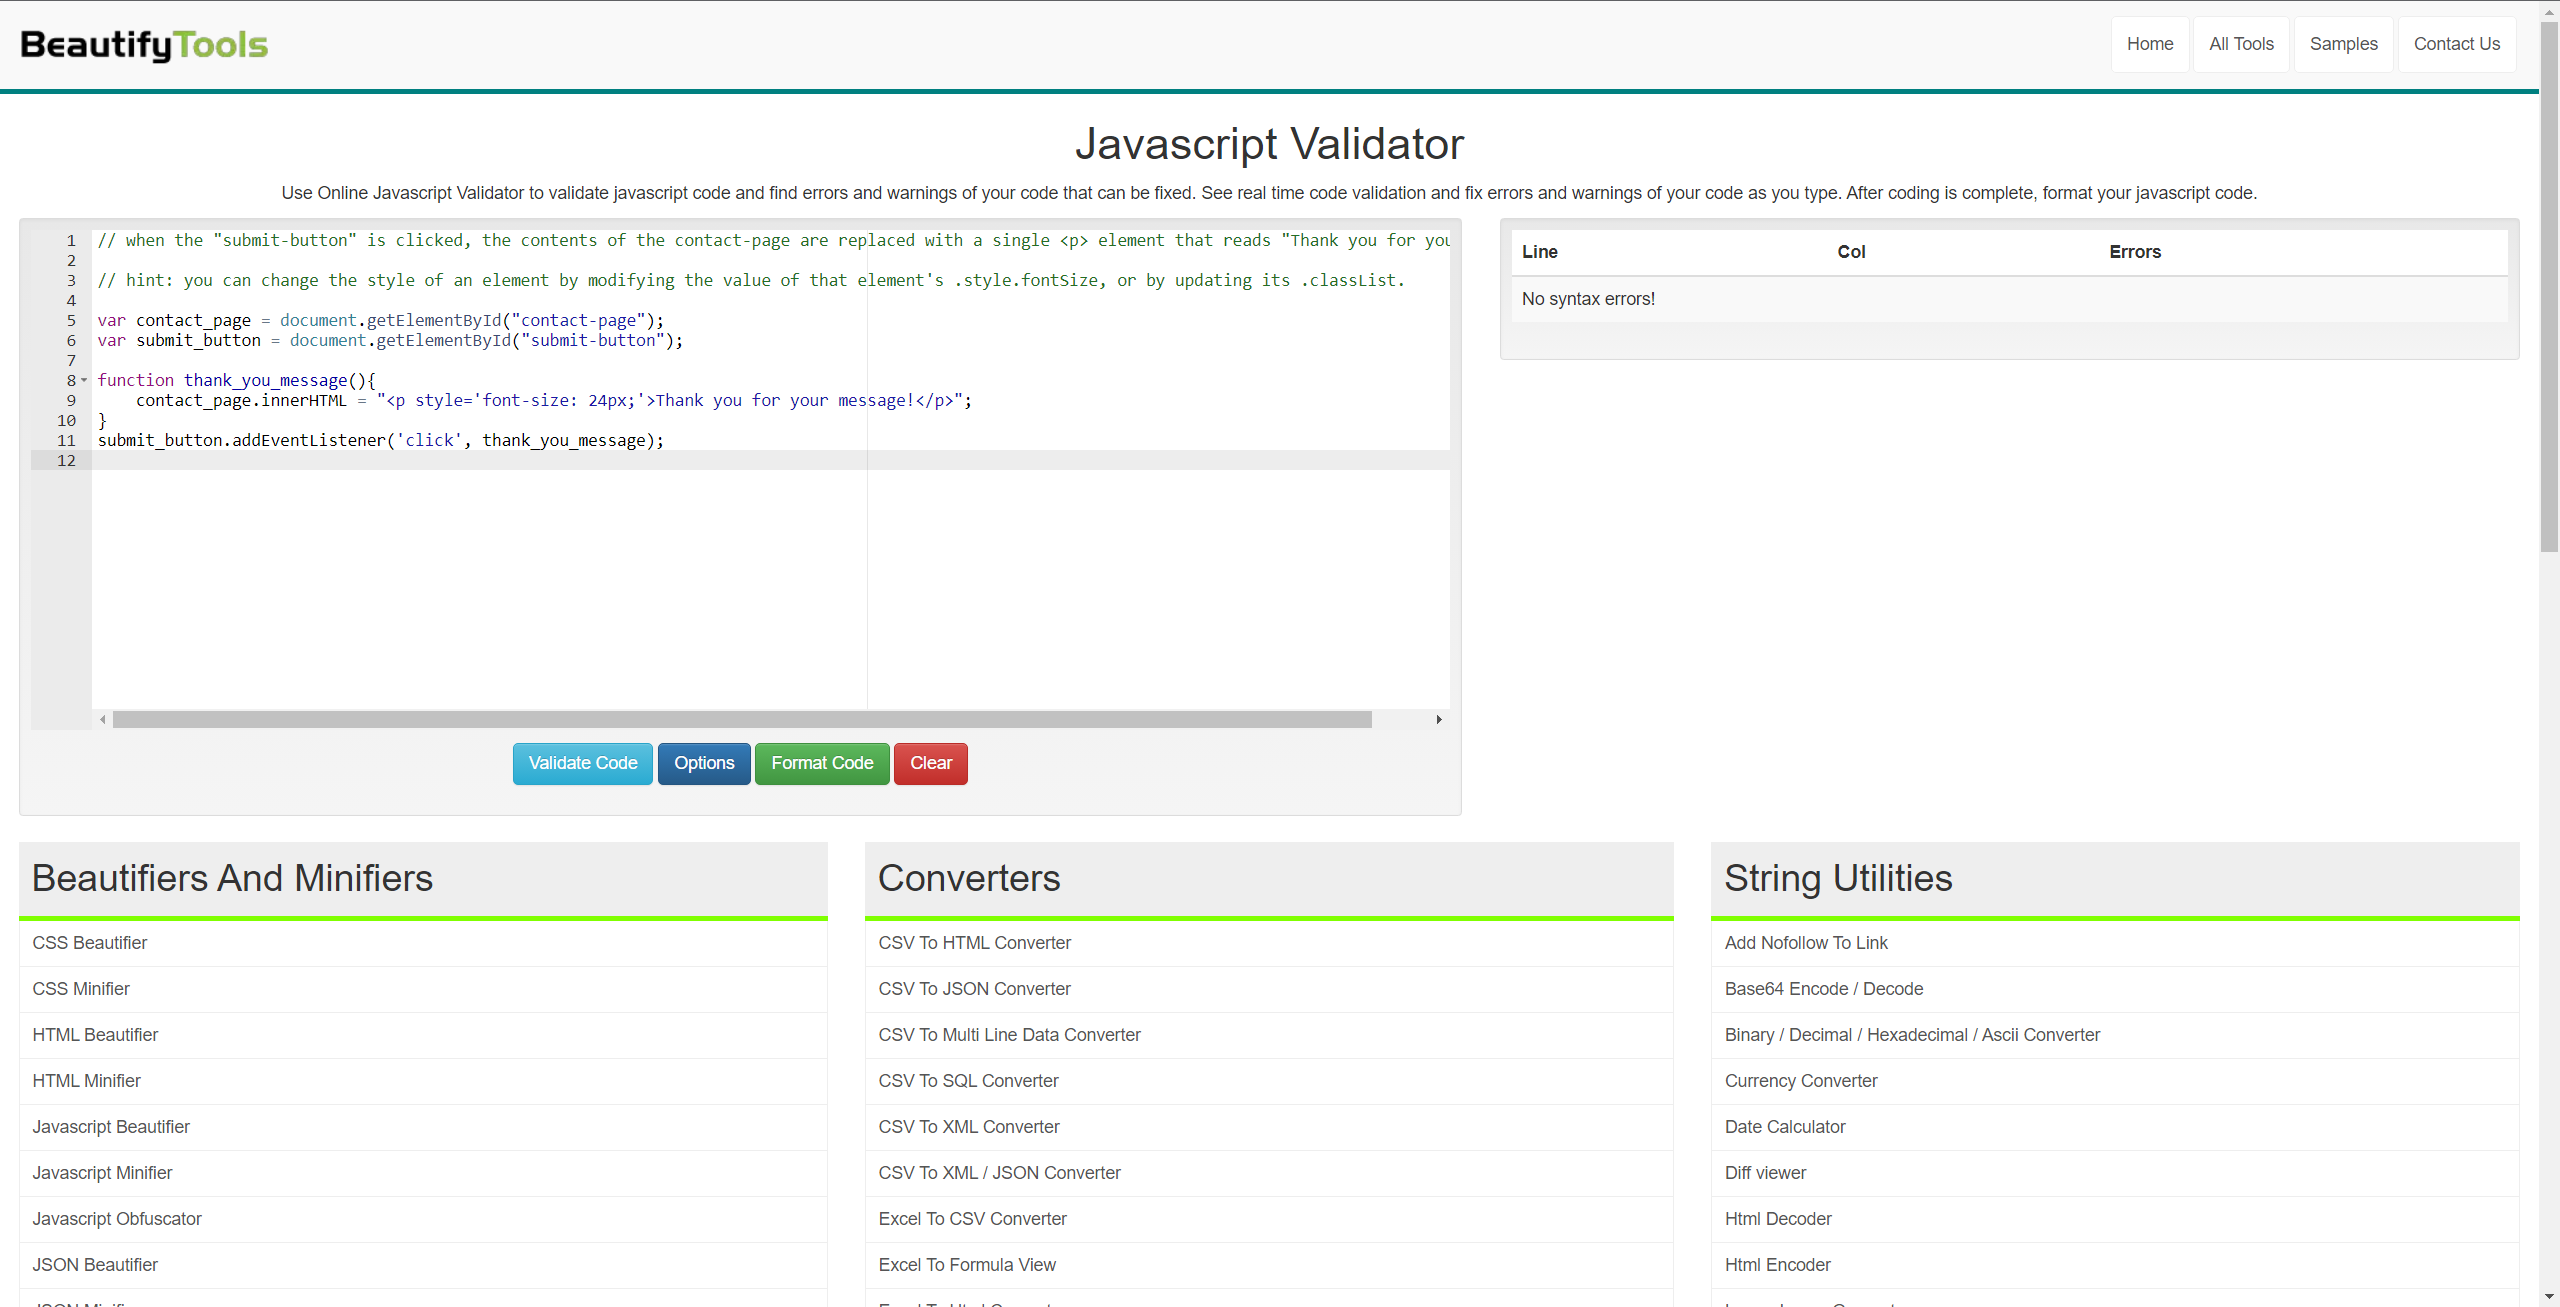 BeautifyTools
Home
All Tools
Samples
Contact Us
Javascript Validator
Use Online Javascript Validator to validate javascript code and find errors and warnings of your code that can be fixed. See real time code validation and fix errors and warnings of your code as you type. After coding is complete, format your javascript code.
1 // when the "submit-button" is clicked, the contents of the contact-page are replaced with a single <p> element that reads "Thank you for you
2
3 // hint: you can change the style of an element by modifying the value of that element's .style.fontSize, or by updating its .classList.
4
5 var contact_page = document.getElementById("contact-page");
6 var submit_button = document.getElementById("submit-button");
7
8 function thank_you_message(){
9     contact_page.innerHTML = "<p style='font-size: 24px;'>Thank you for your message!</p>";
10 }
11 submit_button.addEventListener('click', thank_you_message);
12
Validate Code
Options
Format Code
Clear
Line Col Errors
No syntax errors!
Beautifiers And Minifiers
CSS Beautifier
CSS Minifier
HTML Beautifier
HTML Minifier
Javascript Beautifier
Javascript Minifier
Javascript Obfuscator
JSON Beautifier
Converters
CSV To HTML Converter
CSV To JSON Converter
CSV To Multi Line Data Converter
CSV To SQL Converter
CSV To XML Converter
CSV To XML / JSON Converter
Excel To CSV Converter
Excel To Formula View
String Utilities
Add Nofollow To Link
Base64 Encode / Decode
Binary / Decimal / Hexadecimal / Ascii Converter
Currency Converter
Date Calculator
Diff viewer
Html Decoder
Html Encoder